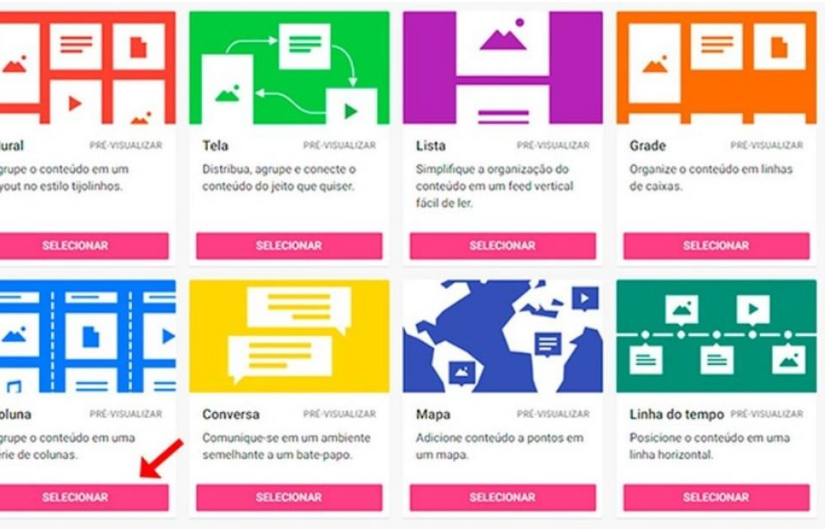 ural PRÉ-VISUALIZAR
grupe o conteúdo em um
yout no estilo tijolinhos.
SELECIONAR
Tela PRÉ-VISUALIZAR
Distribua, agrupe e conecte o
conteúdo do jeito que quiser.
SELECIONAR
Lista PRÉ-VISUALIZAR
Simplifique a organização do
conteúdo em um feed vertical
fácil de ler.
SELECIONAR
Grade PRÉ-VISUALIZAR
Organize o conteúdo em linhas
de caixas.
SELECIONAR
oluna PRÉ-VISUALIZAR
grupe o conteúdo em uma
érie de colunas.
SELECIONAR
Conversa PRÉ-VISUALIZAR
Comunique-se em um ambiente
semelhante a um bate-papo.
SELECIONAR
Mapa PRÉ-VISUALIZAR
Adicione conteúdo a pontos em
um mapa.
SELECIONAR
Linha do tempo PRÉ-VISUALIZAR
Posicione o conteúdo em uma
linha horizontal.
SELECIONAR